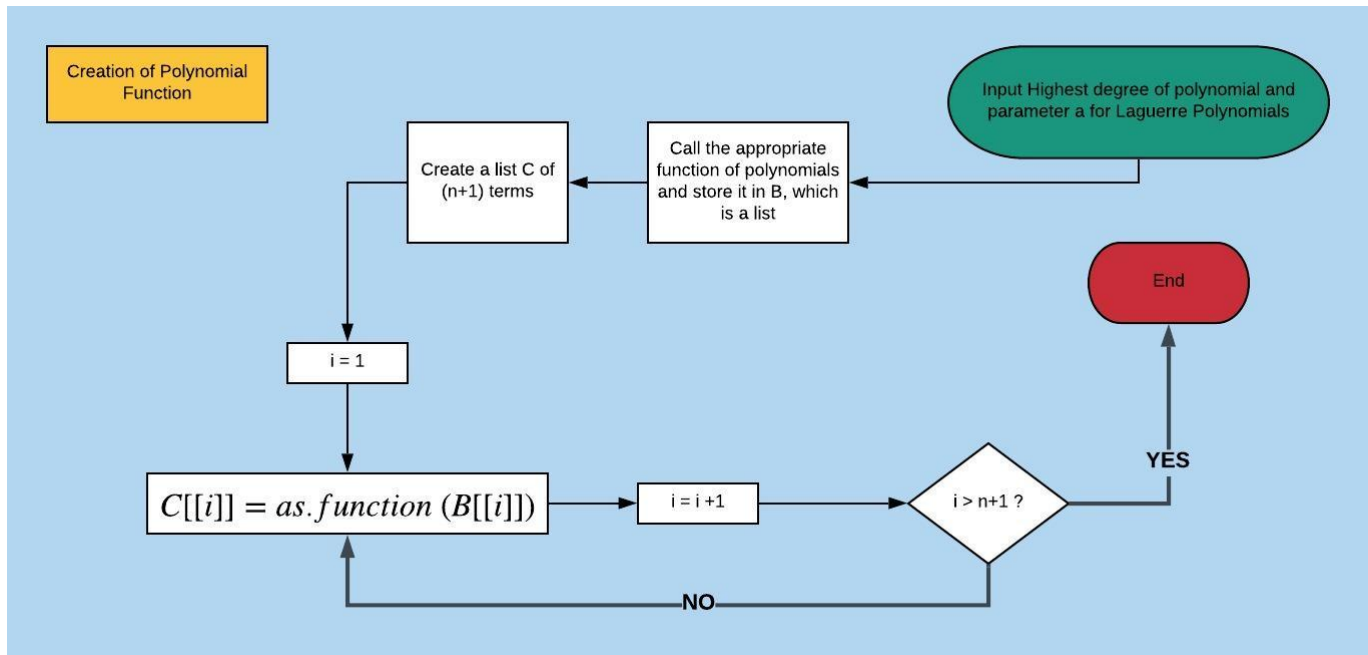 Creation of Polynomial
Function
Input Highest degree of polynomial and
parameter a for Laguerre Polynomials
Call the appropriate
function of polynomials
and store it in B, which
is a list
Create a list C of
(n+1) terms
i = 1
C[[i]] = as.function (B[[i]])
i = i +1
i > n+1 ?
YES
End
NO